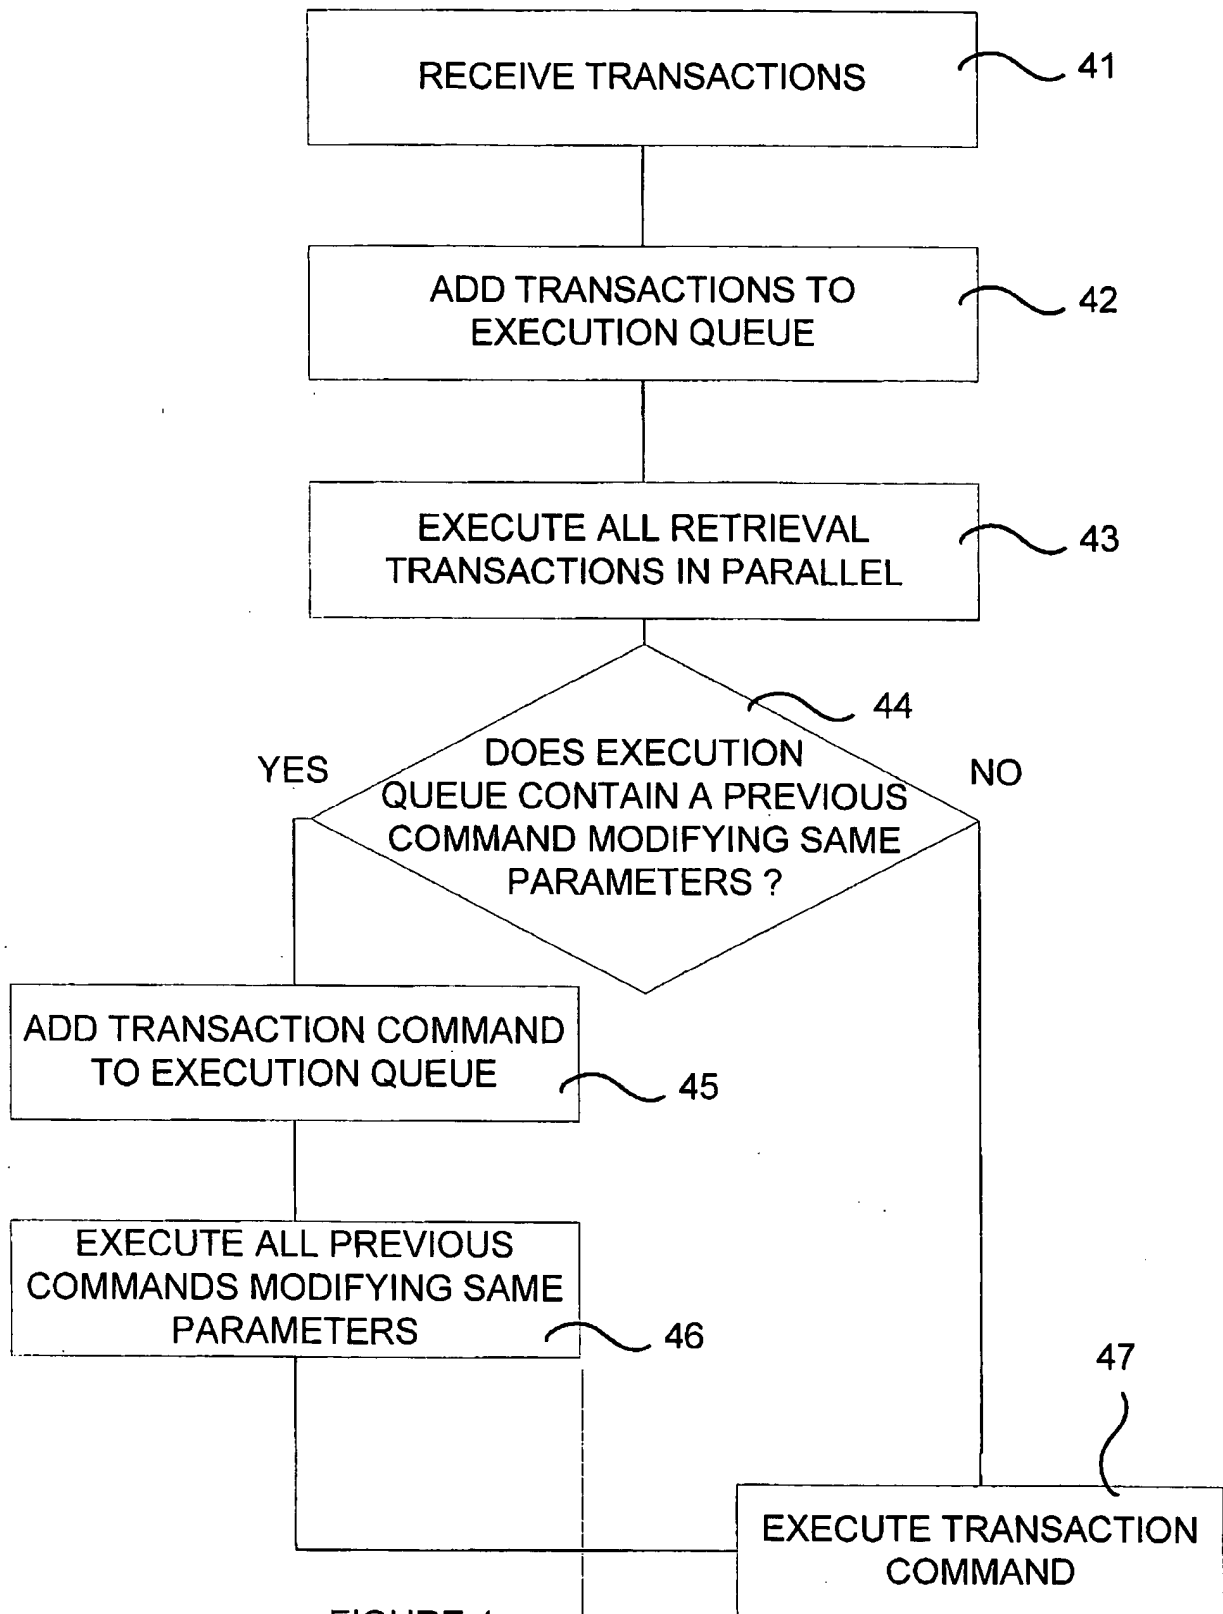 RECEIVE TRANSACTIONS
41
ADD TRANSACTIONS TO
EXECUTION QUEUE
42
EXECUTE ALL RETRIEVAL
TRANSACTIONS IN PARALLEL
43
44
DOES EXECUTION
QUEUE CONTAIN A PREVIOUS
COMMAND MODIFYING SAME
PARAMETERS ?
YES
NO
ADD TRANSACTION COMMAND
TO EXECUTION QUEUE
45
EXECUTE ALL PREVIOUS
COMMANDS MODIFYING SAME
PARAMETERS
46
47
EXECUTE TRANSACTION
COMMAND